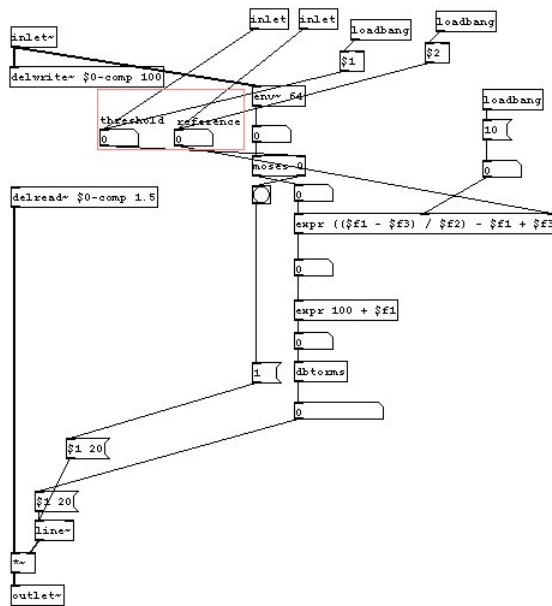 inlet inlet
loadbang
loadbang
inlet~
$1
$2
delwrite~ $0-comp 100
env~ 64
loadbang
threshold reference
0
0
0
10
moses 0
0
delread~ $0-comp 1.5
0
expr (($f1 - $f3) / $f2) - $f1 + $f3
0
expr 100 + $f1
0
1
dbtorms
0
$1 20
$1 20
line~
*~
outlet~